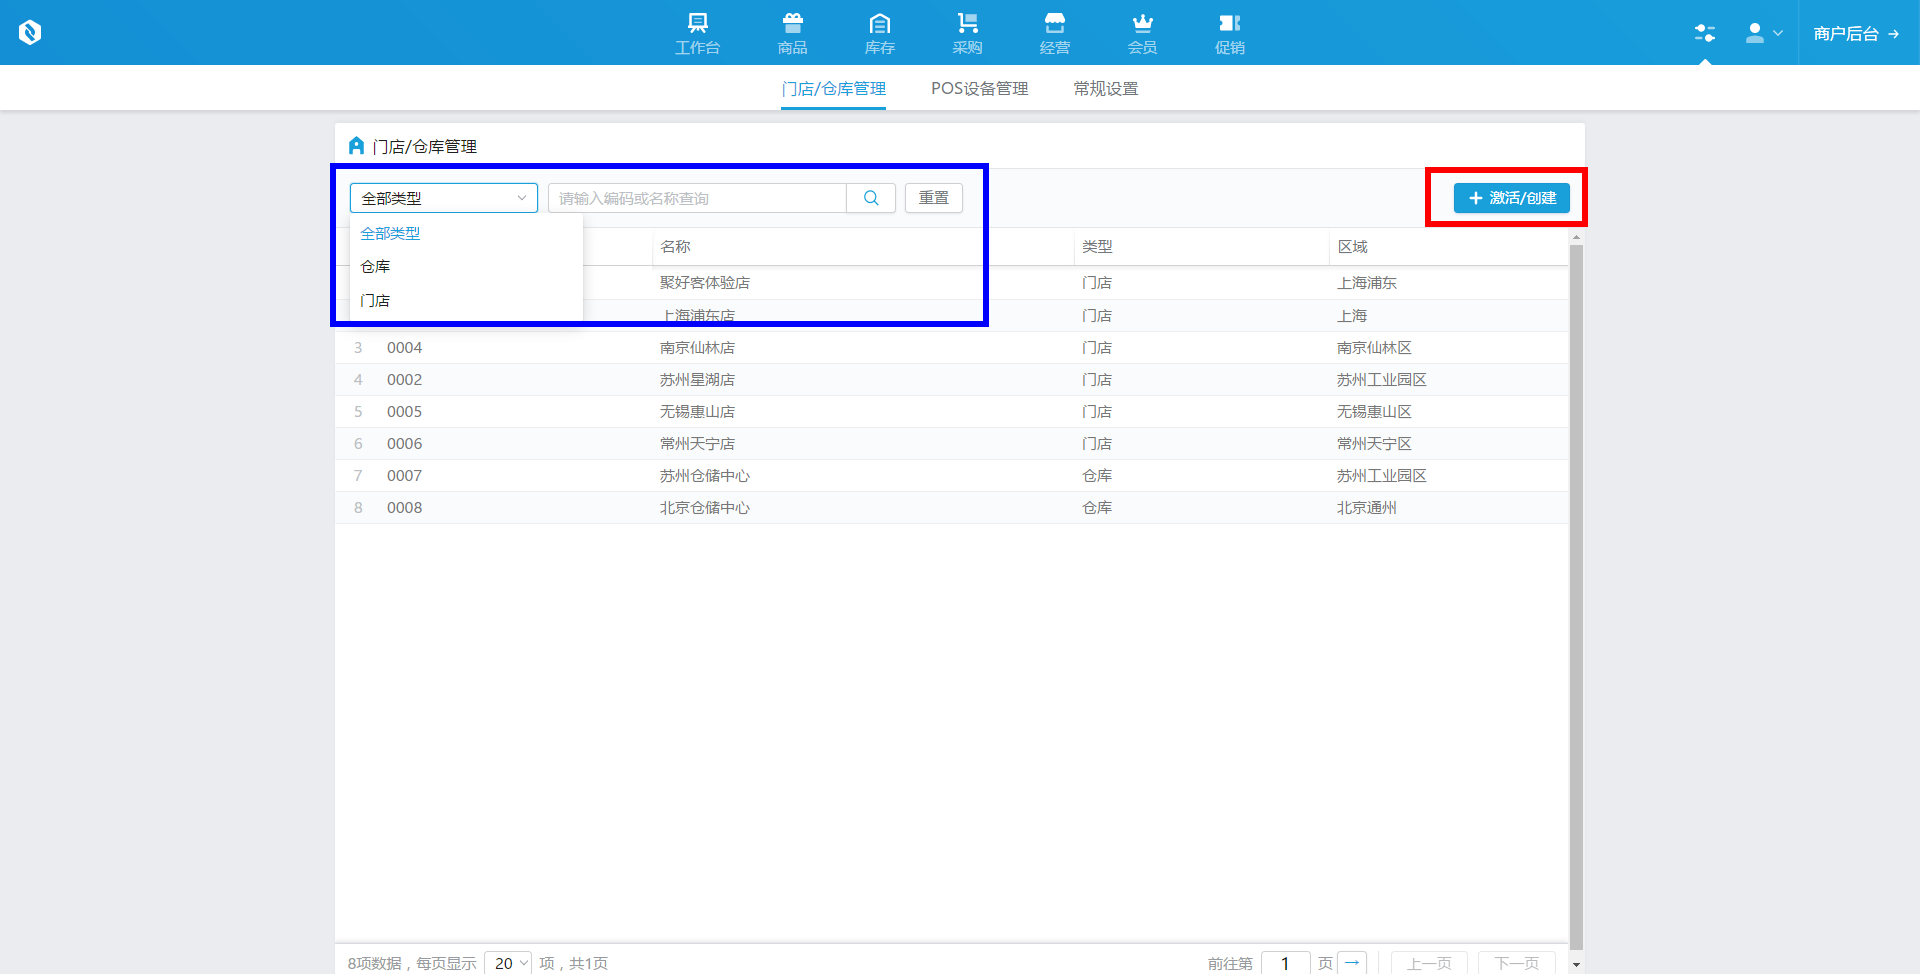 工作台 商品 库存 采购 经营 会员 促销 商户后台
门店/仓库管理 POS设备管理 常规设置
门店/仓库管理
全部类型 请输入编码或名称查询 重置 激活/创建
全部类型
仓库
门店
名称 类型 区域
聚好客体验店 门店 上海浦东
上海浦东店 门店 上海
3 0004 南京仙林店 门店 南京仙林区
4 0002 苏州星湖店 门店 苏州工业园区
5 0005 无锡惠山店 门店 无锡惠山区
6 0006 常州天宁店 门店 常州天宁区
7 0007 苏州仓储中心 仓库 苏州工业园区
8 0008 北京仓储中心 仓库 北京通州
8项数据，每页显示 20 项，共1页 前往第 1 页 上一页 下一页